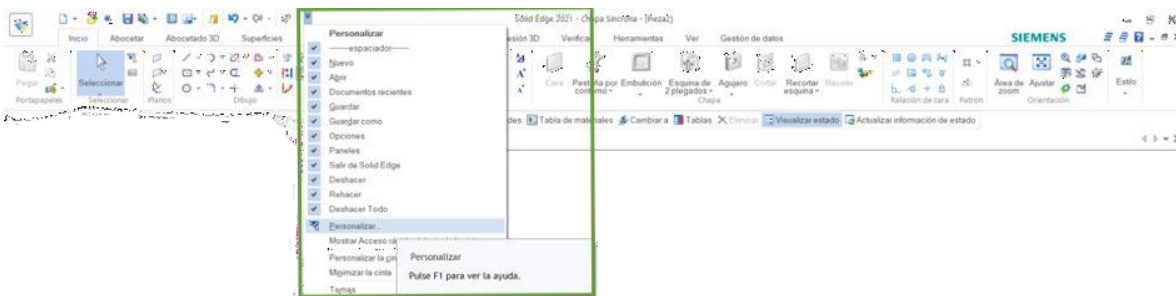 Solid Edge 2021 - Chapa Síncrona - [Pieza2]
Inicio Abocetar Abocetado 3D Superficies
Verificar Herramientas Ver Gestión de datos SIEMENS
Pegar Seleccionar
Cara Pestaña por contorno Embutición Esquina de 2 plegados Agujero Cortar Recortar esquina Recorte
Área de zoom Ajustar Estilo
Portapapeles Seleccionar Planos Dibujo
Chapa Relación de cara Patrón Orientación
Tabla de materiales Cambiar a Tablas Eliminar Visualizar estado Actualizar información de estado
Personalizar
espaciador
Nuevo
Abrir
Documentos recientes
Guardar
Guardar como
Opciones
Paneles
Salir de Solid Edge
Deshacer
Rehacer
Deshacer Todo
Personalizar...
Mostrar Acceso
Personalizar la
Minimizar la cinta
Temas
Personalizar
Pulse F1 para ver la ayuda.